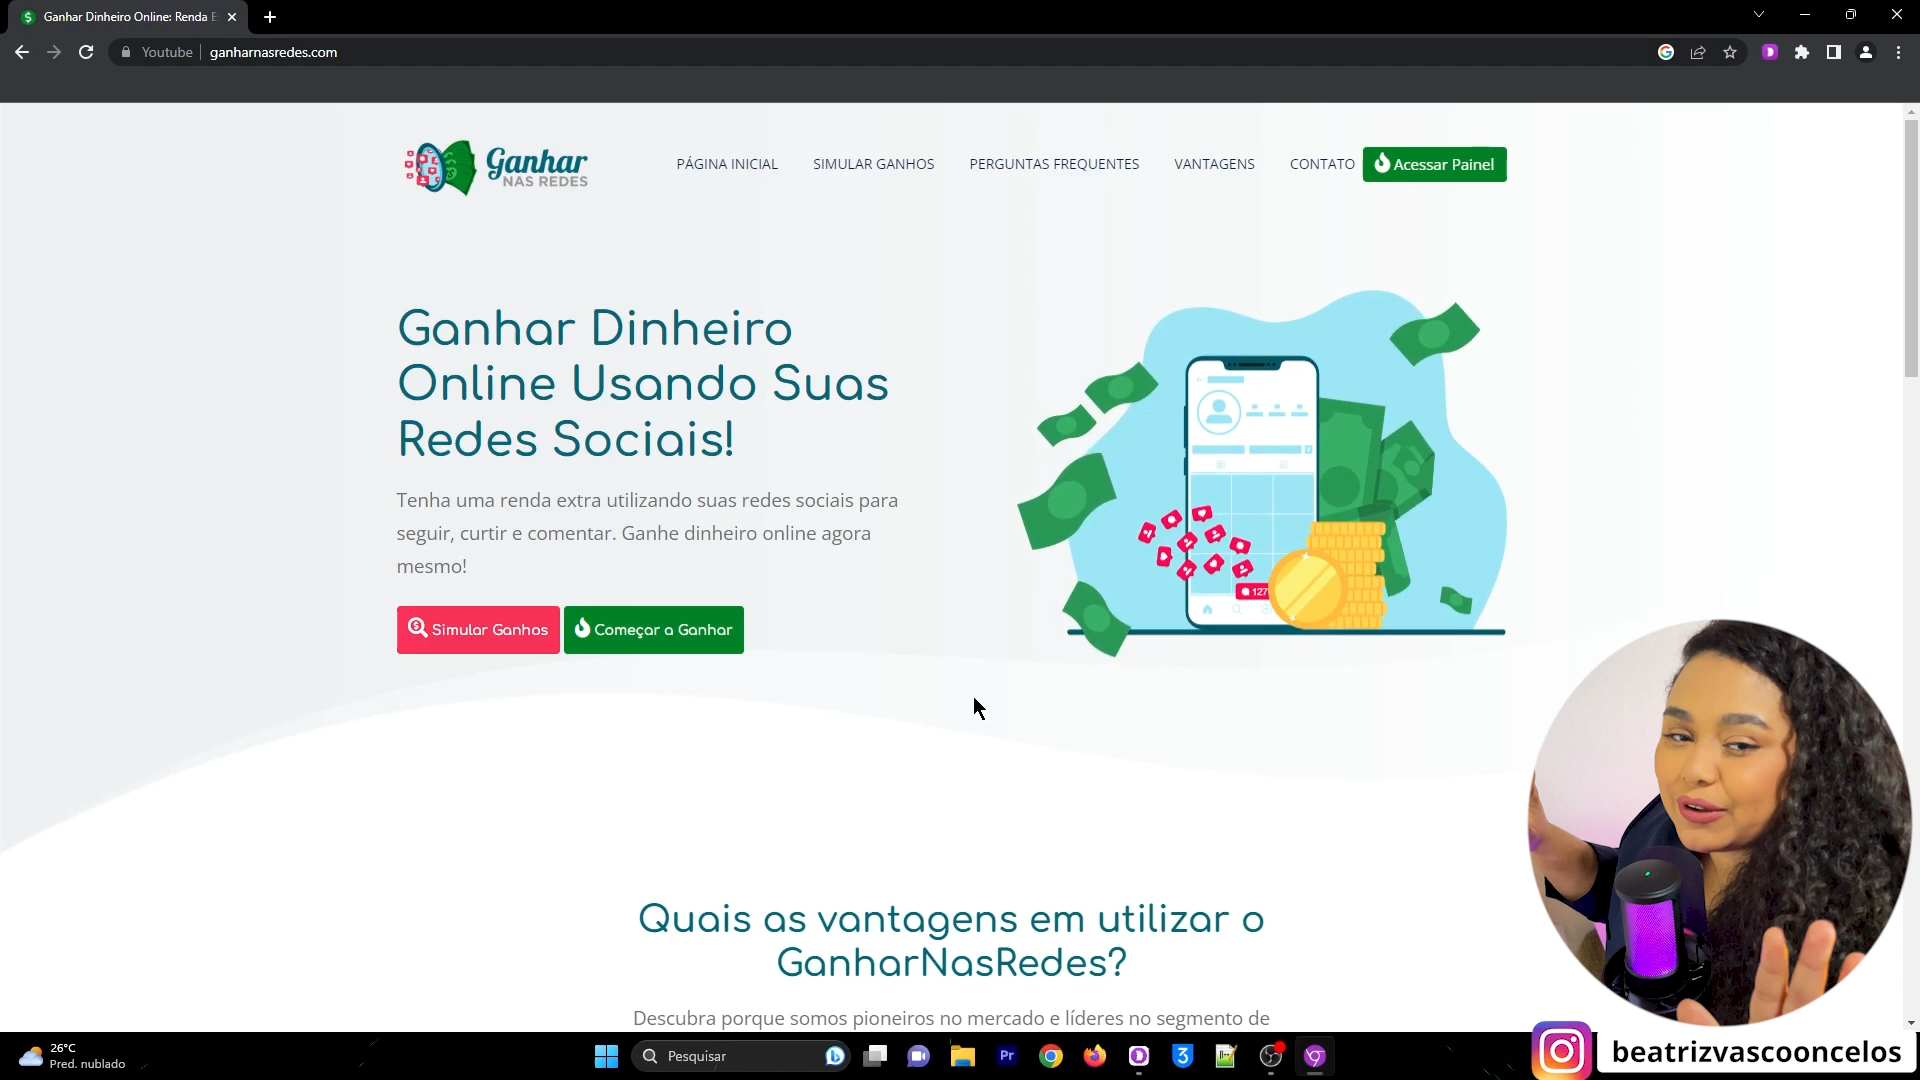 Ganhar Dinheiro Online: Renda E
Youtube
ganharnasredes.com
Ganhar
NAS REDES
PÁGINA INICIAL
SIMULAR GANHOS
PERGUNTAS FREQUENTES
VANTAGENS
CONTATO
Acessar Painel
Ganhar Dinheiro
Online Usando Suas
Redes Sociais!
Tenha uma renda extra utilizando suas redes sociais para
seguir, curtir e comentar. Ganhe dinheiro online agora
mesmo!
Simular Ganhos
Começar a Ganhar
127
Quais as vantagens em utilizar o
GanharNasRedes?
Descubra porque somos pioneiros no mercado e líderes no segmento de
26°C
Pred. nublado
Pesquisar
Pr
3
beatrizvascooncelos